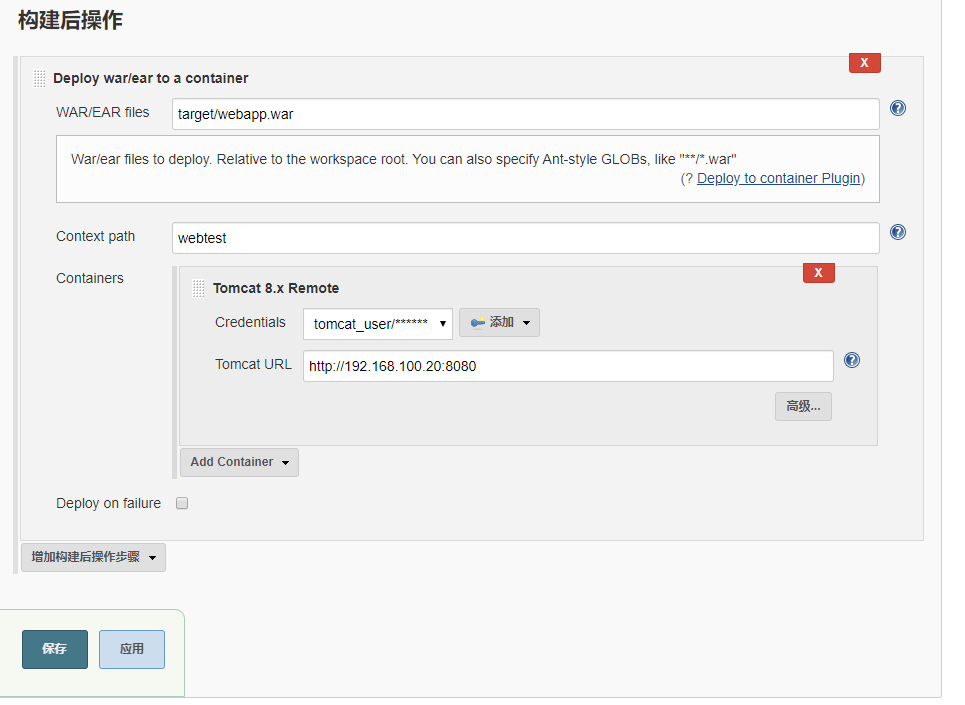 构建后操作
X
Deploy war/ear to a container
WAR/EAR files
target/webapp.war
War/ear files to deploy. Relative to the workspace root. You can also specify Ant-style GLOBs, like "**/*.war"
(? Deploy to container Plugin)
Context path
webtest
Containers
X
Tomcat 8.x Remote
Credentials
tomcat_user/******
添加
Tomcat URL
http://192.168.100.20:8080
高级...
Add Container
Deploy on failure
增加构建后操作步骤
保存
应用